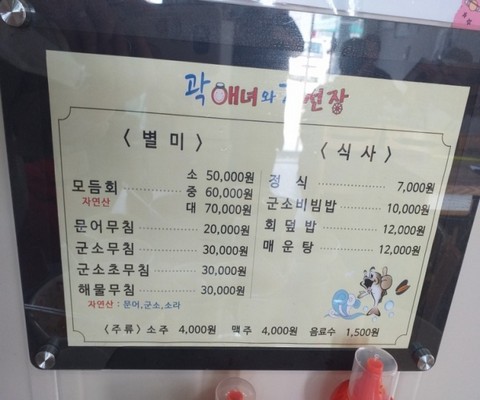 곽애녀와 선장
〈 별 미 〉
모듬회 소 50,000원
중 60,000원
자연산 대 70,000원
문어무침 20,000원
군소무침 30,000원
군소초무침 30,000원
해물무침 30,000원
자연산 : 문어,군소,소라
〈 식 사 〉
정 식 7,000원
군소비빔밥 10,000원
회 덮 밥 12,000원
매 운 탕 12,000원
〈주류〉 소주 4,000원 맥주 4,000원 음료수 1,500원